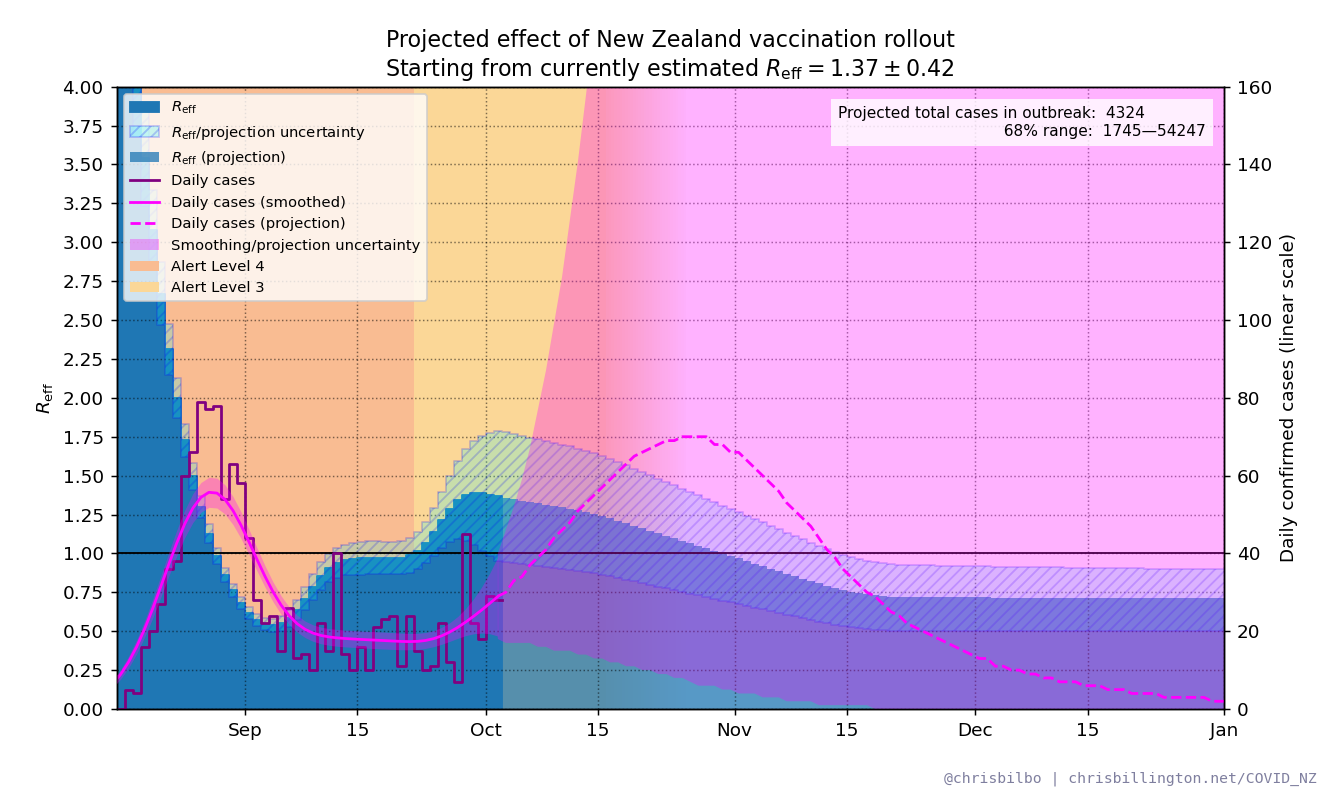 Projected effect of New Zealand vaccination rollout
Starting from currently estimated R_eff = 1.37 ± 0.42
4.00
3.75
3.50
3.25
3.00
2.75
2.50
2.25
2.00
1.75
1.50
1.25
1.00
0.75
0.50
0.25
0.00
R_eff
R_eff
R_eff/projection uncertainty
R_eff (projection)
Daily cases
Daily cases (smoothed)
Daily cases (projection)
Smoothing/projection uncertainty
Alert Level 4
Alert Level 3
Projected total cases in outbreak: 4324
68% range: 1745—54247
160
140
120
100
80
60
40
20
0
Daily confirmed cases (linear scale)
Sep 15 Oct 15 Nov 15 Dec 15 Jan
@chrisbilbo | chrisbillington.net/COVID_NZ